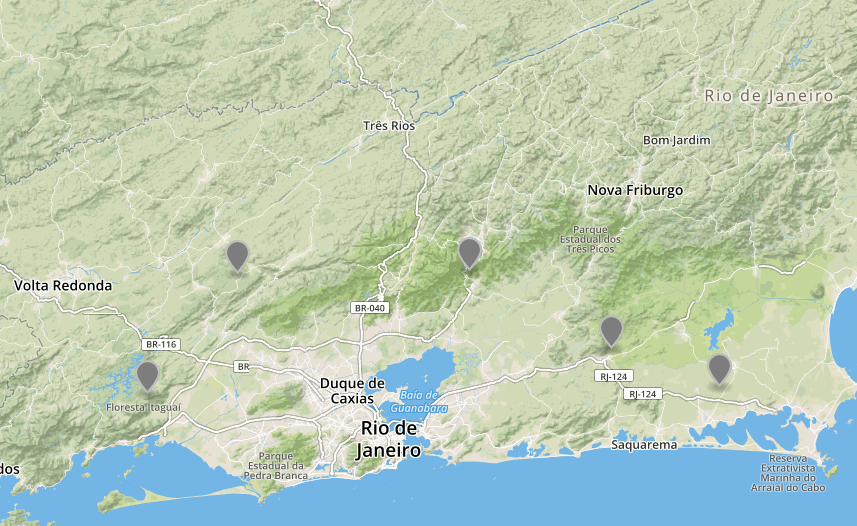 Rio de Janeiro
Três Rios
Bom Jardim
Nova Friburgo
Parque
Estadual dos
Três Picos
Volta Redonda
BR-040
BR-116
BR
RJ-124
RJ-124
Duque de
Caxias
Baía de
Guanabara
Floresta Itaguaí
Rio de
Janeiro
Saquarema
Parque
Estadual da
Pedra Branca
dos
Reserva
Extrativista
Marinha do
Arraial do Cabo